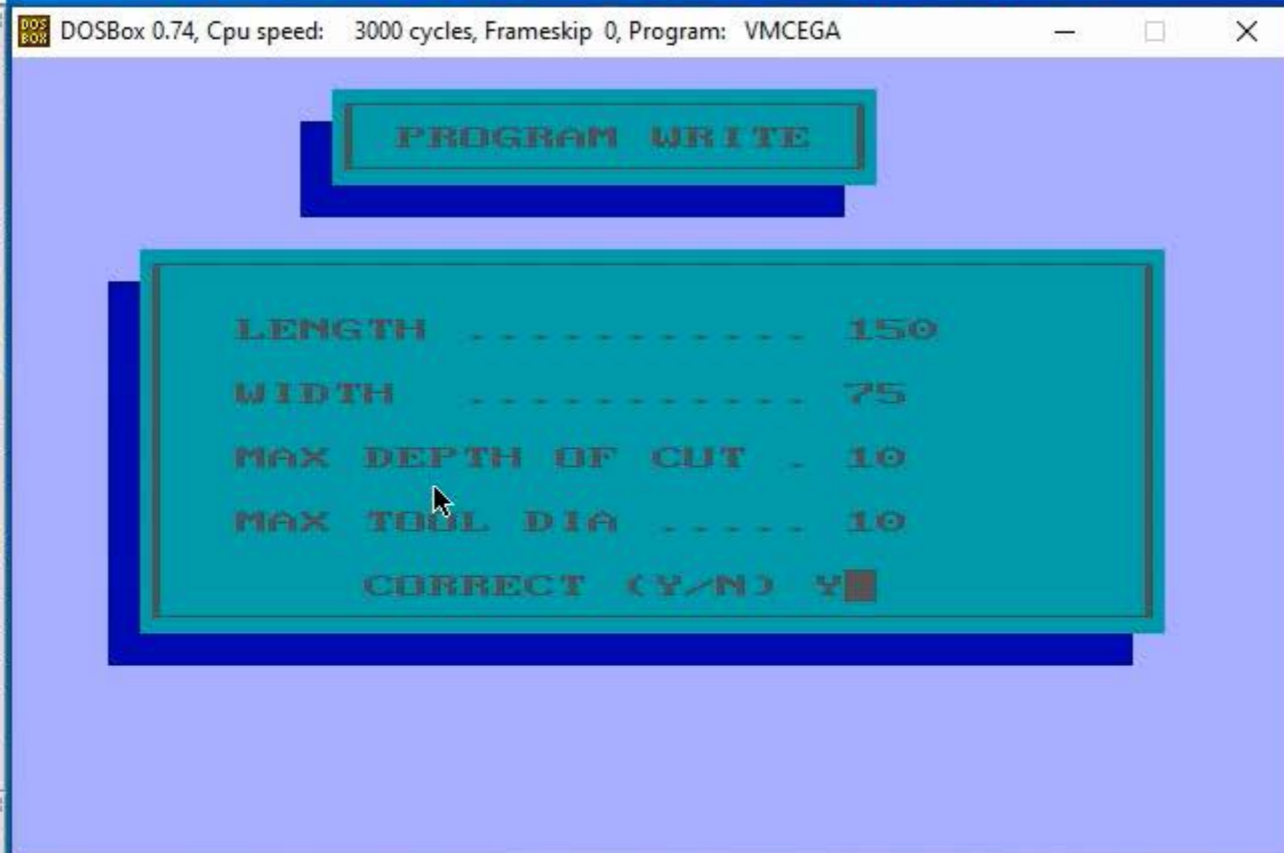 DOSBox 0.74, Cpu speed: 3000 cycles, Frameskip 0, Program: VMCEGA
PROGRAM WRITE
LENGTH ........... 150
WIDTH ........... 75
MAX DEPTH OF CUT . 10
MAX TOOL DIA ..... 10
CORRECT (Y/N) Y